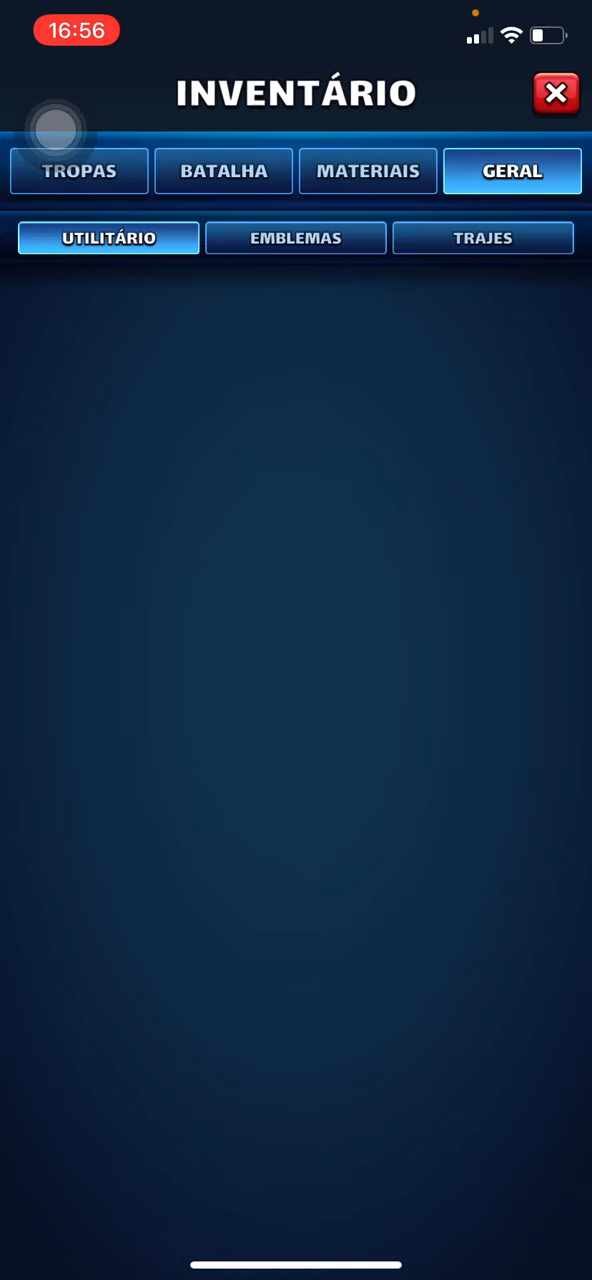 16:56
INVENTÁRIO
TROPAS BATALHA MATERIAIS GERAL
UTILITÁRIO EMBLEMAS TRAJES